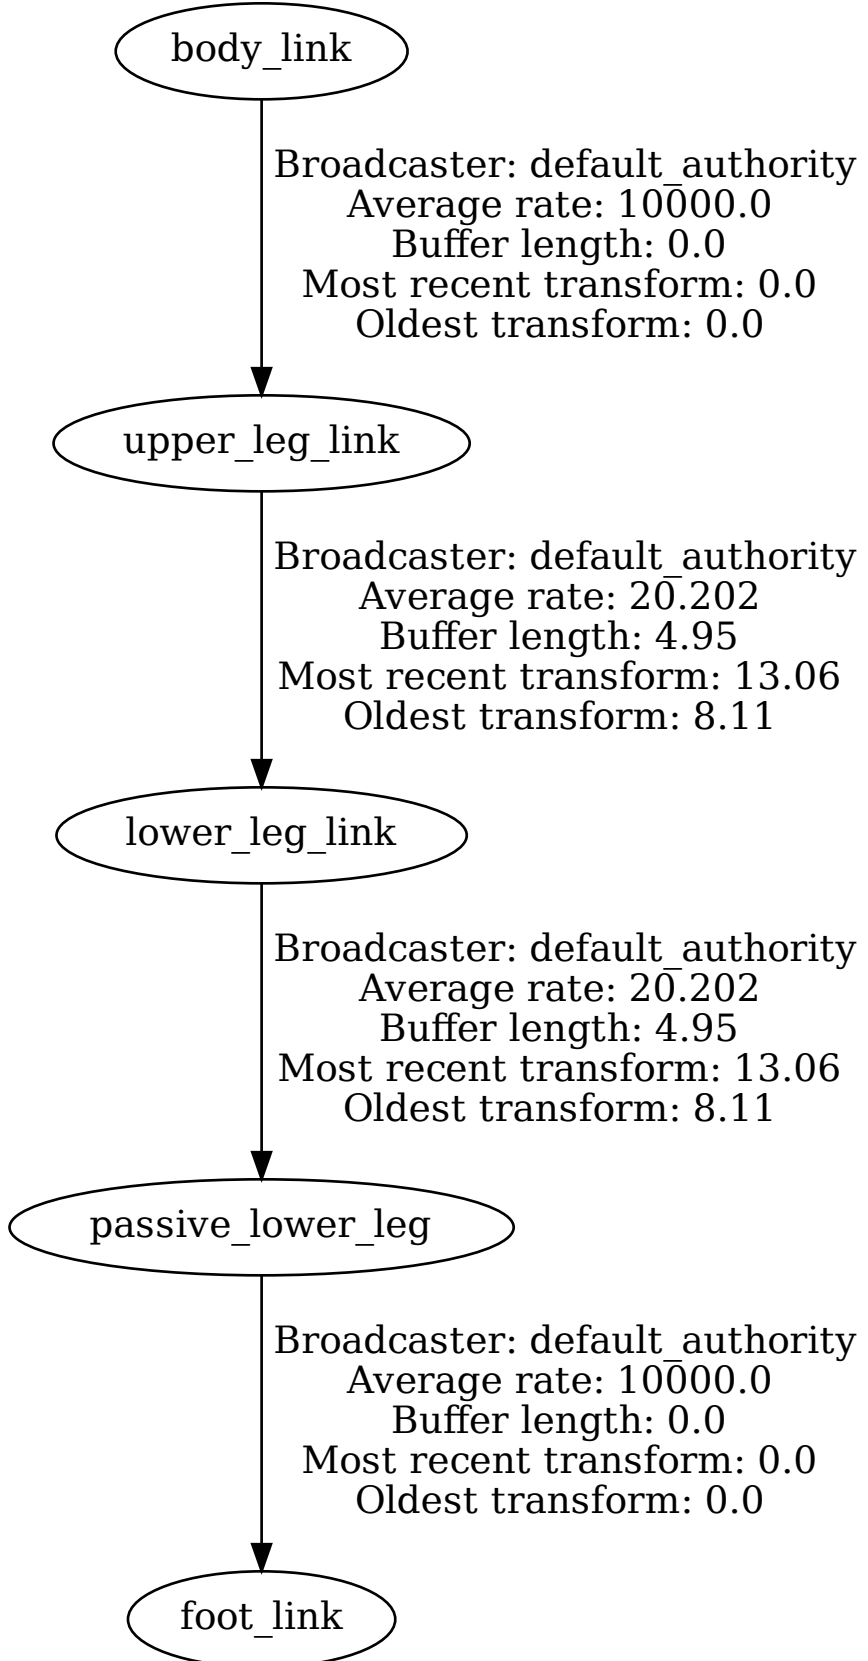 body_link
Broadcaster: default_authority
Average rate: 10000.0
Buffer length: 0.0
Most recent transform: 0.0
Oldest transform: 0.0
upper_leg_link
Broadcaster: default_authority
Average rate: 20.202
Buffer length: 4.95
Most recent transform: 13.06
Oldest transform: 8.11
lower_leg_link
Broadcaster: default_authority
Average rate: 20.202
Buffer length: 4.95
Most recent transform: 13.06
Oldest transform: 8.11
passive_lower_leg
Broadcaster: default_authority
Average rate: 10000.0
Buffer length: 0.0
Most recent transform: 0.0
Oldest transform: 0.0
foot_link